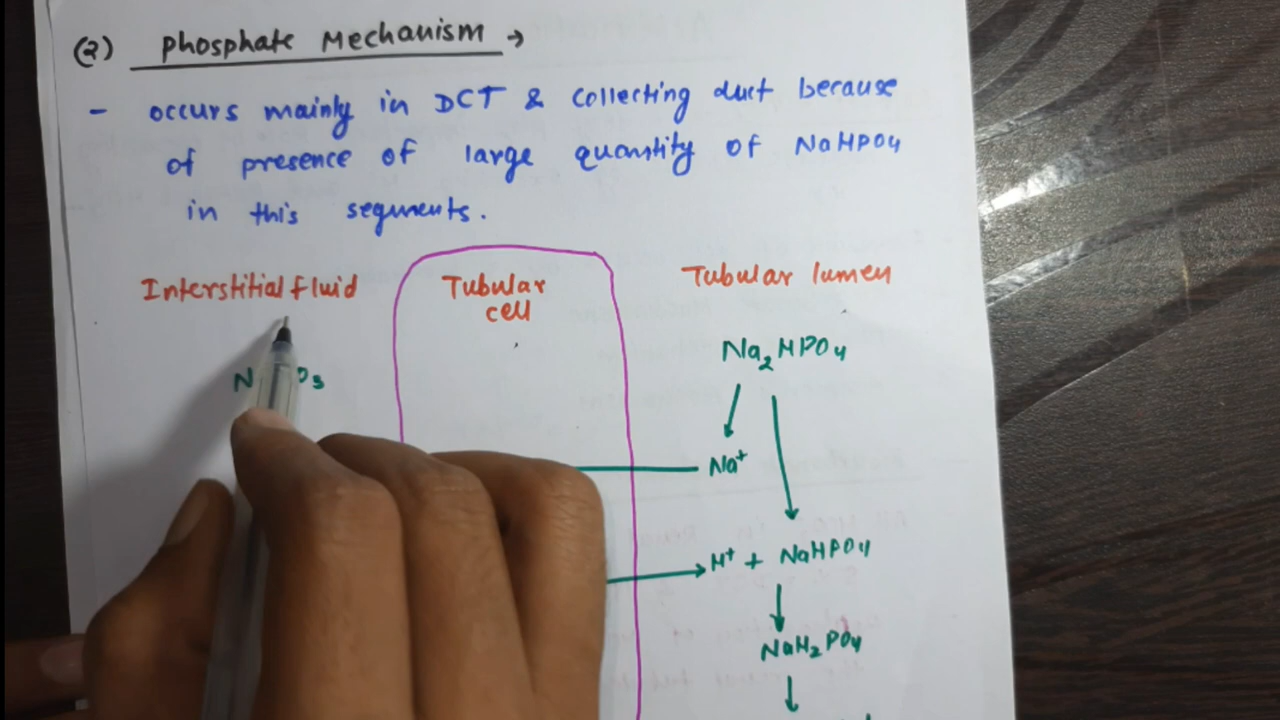 (2) Phosphate Mechanism →
- occurs mainly in DCT & collecting duct because
of presence of large quantity of NaHPO4
in this segments.
Interstitial fluid
Tubular cell
Tubular lumen
Na2HPO4
Na+
H+ + NaHPO4
NaH2PO4